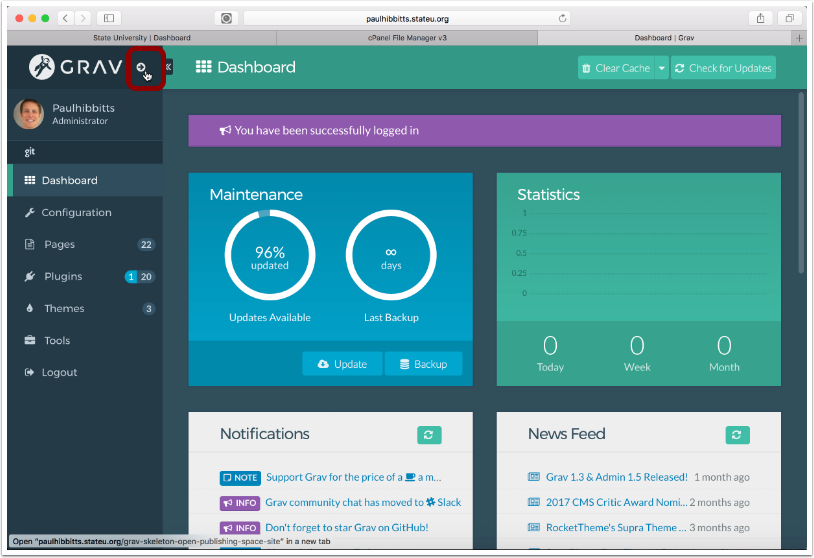 paulhibbitts.stateu.org
State University | Dashboard
cPanel File Manager v3
Dashboard | Grav
GRAV
Dashboard
Clear Cache
Check for Updates
Paulhibbitts
Administrator
git
You have been successfully logged in
Dashboard
Configuration
Pages 22
Plugins 1 20
Themes 3
Tools
Logout
Maintenance
96%
updated
∞
days
Updates Available
Last Backup
Update
Backup
Statistics
1
0.75
0.5
0.25
0
0 0 0
Today Week Month
Notifications
NOTE Support Grav for the price of a a m...
INFO Grav community chat has moved to Slack
INFO Don't forget to star Grav on GitHub!
News Feed
Grav 1.3 & Admin 1.5 Released! 1 month ago
2017 CMS Critic Award Nomi... 2 months ago
RocketTheme's Supra Theme ... 3 months ago
Open "paulhibbitts.stateu.org/grav-skeleton-open-publishing-space-site" in a new tab